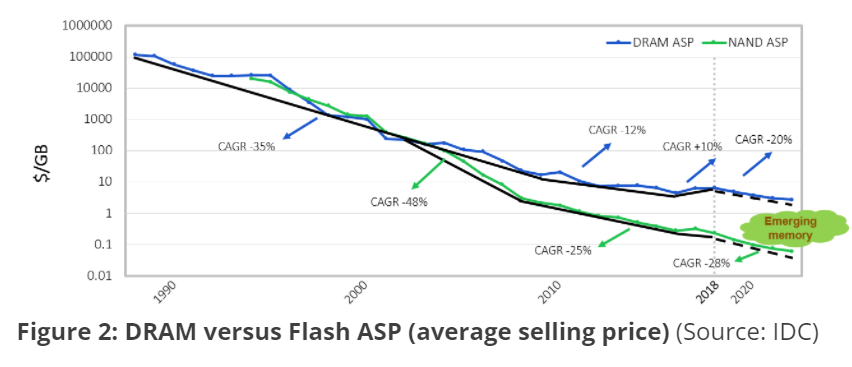 1000000
100000
10000
1000
100
10
1
0.1
0.01
$/GB
DRAM ASP
NAND ASP
CAGR -35%
CAGR -48%
CAGR -12%
CAGR +10%
CAGR -20%
CAGR -25%
CAGR -28%
Emerging
memory
1990
2000
2010
2018
2020
Figure 2: DRAM versus Flash ASP (average selling price) (Source: IDC)